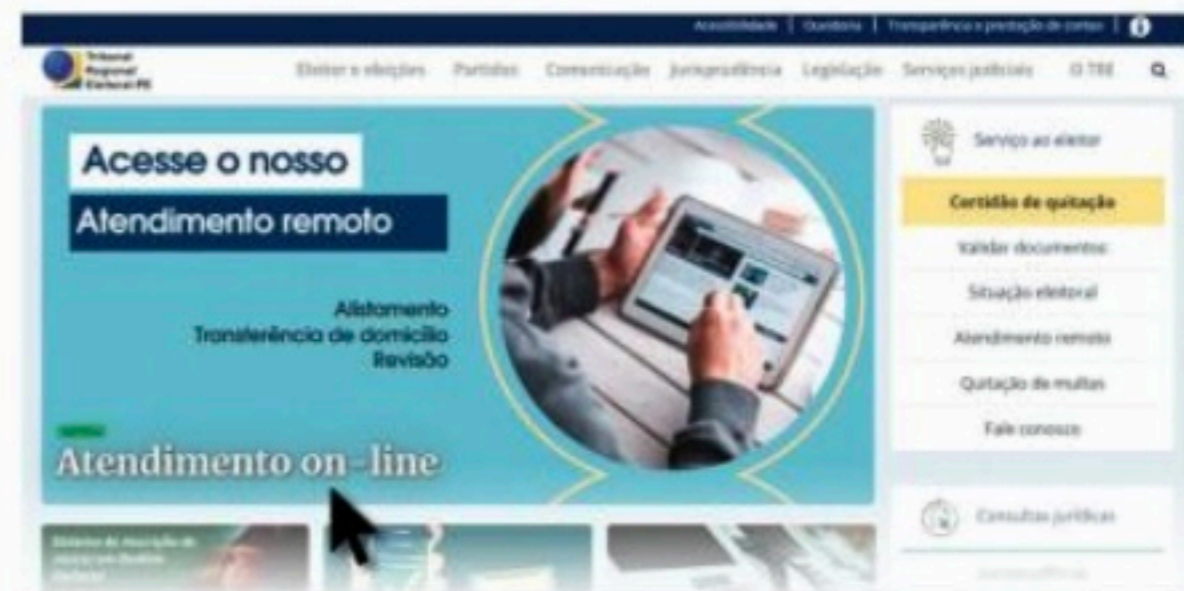 Acessibilidade | Ouvidoria | Transparência e prestação de contas |
Tribunal
Regional
Eleitoral-PE
Eleitor e eleições Partidos Comunicação Jurisprudência Legislação Serviços judiciais O TRE
Acesse o nosso
Atendimento remoto
Alistamento
Transferência de domicílio
Revisão
Atendimento on-line
Serviço ao eleitor
Certidão de quitação
Validar documentos
Situação eleitoral
Atendimento remoto
Quitação de multas
Fale conosco
Consultas jurídicas